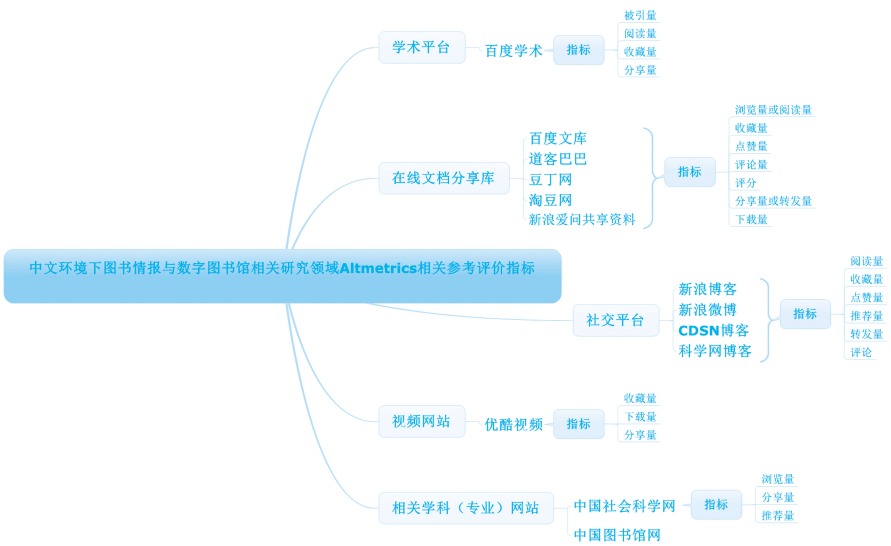 学术平台
百度学术
指标
被引量
阅读量
收藏量
分享量
在线文档分享库
百度文库
道客巴巴
豆丁网
淘豆网
新浪爱问共享资料
指标
浏览量或阅读量
收藏量
点赞量
评论量
评分
分享量或转发量
下载量
中文环境下图书情报与数字图书馆相关研究领域Altmetrics相关参考评价指标
社交平台
新浪博客
新浪微博
CDSN博客
科学网博客
指标
阅读量
收藏量
点赞量
推荐量
转发量
评论
视频网站
优酷视频
指标
收藏量
下载量
分享量
相关学科（专业）网站
中国社会科学网
中国图书馆网
指标
浏览量
分享量
推荐量